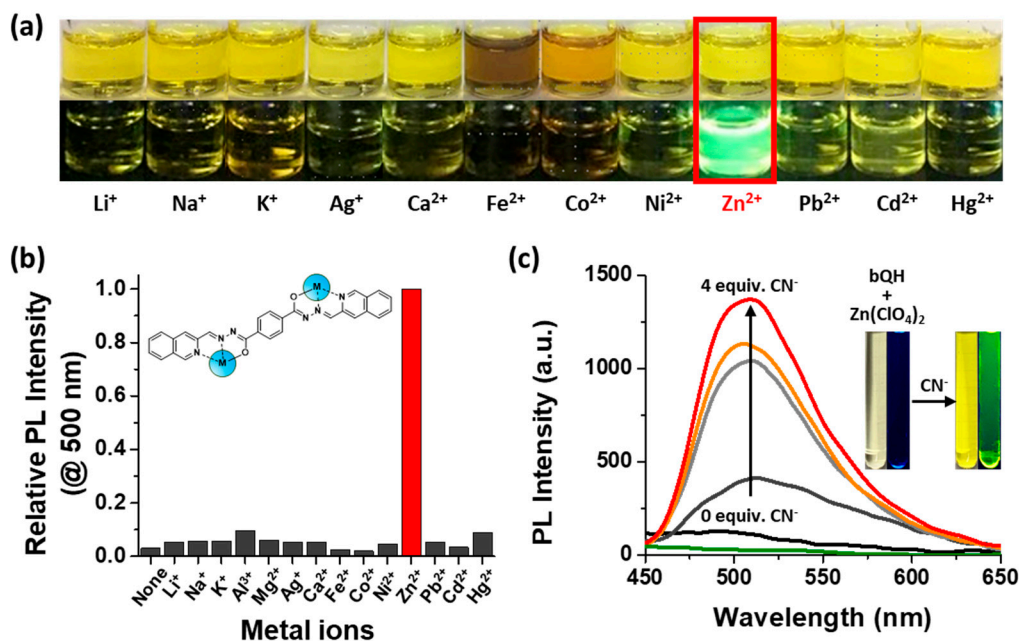 (a)
Li⁺ Na⁺ K⁺ Ag⁺ Ca²⁺ Fe²⁺ Co²⁺ Ni²⁺ Zn²⁺ Pb²⁺ Cd²⁺ Hg²⁺
(b)
Relative PL Intensity
(@ 500 nm)
1.0
0.8
0.6
0.4
0.2
0.0
M
O
N
N
N
N
N
O
N
M
None Li⁺ Na⁺ K⁺ Al³⁺ Mg²⁺ Ag⁺ Ca²⁺ Fe²⁺ Co²⁺ Ni²⁺ Zn²⁺ Pb²⁺ Cd²⁺ Hg²⁺
Metal ions
(c)
PL Intensity (a.u.)
1500
1000
500
0
4 equiv. CN⁻
0 equiv. CN⁻
bQH
+
Zn(ClO₄)₂
CN⁻
450 500 550 600 650
Wavelength (nm)